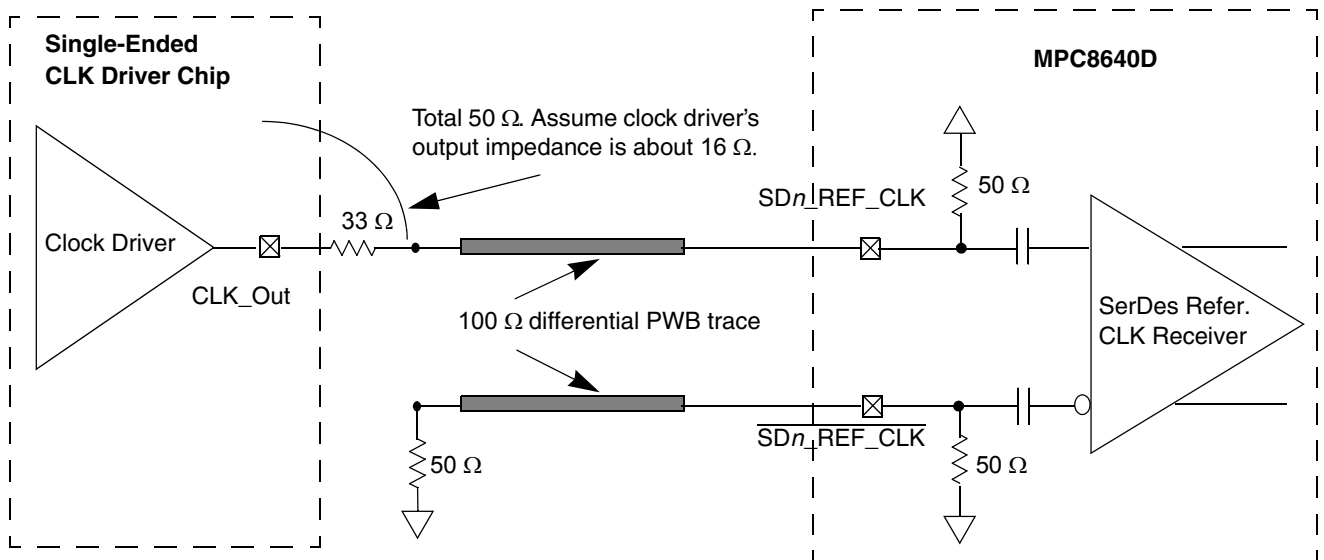 Single-Ended
CLK Driver Chip
MPC8640D
Total 50 Ω. Assume clock driver's
output impedance is about 16 Ω.
SDn_REF_CLK
50 Ω
33 Ω
Clock Driver
CLK_Out
100 Ω differential PWB trace
SerDes Refer.
CLK Receiver
SDn_REF_CLK
50 Ω
50 Ω